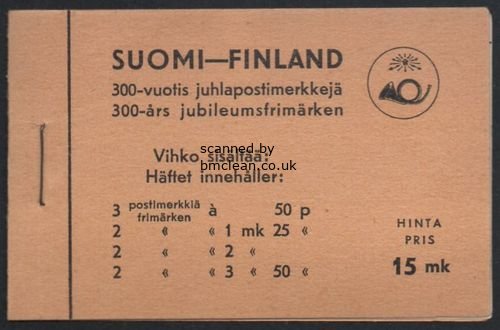 SUOMI—FINLAND
300-vuotis juhlapostimerkkejä
300-års jubileumsfrimärken
scanned by
Vihko sisältää:
bmclean.co.uk
Häftet innehåller:
3 postimerkkiä frimärken à 50 p
2 « « 1 mk 25 «
2 « « 2 «
2 « « 3 « 50 «
HINTA
PRIS
15 mk